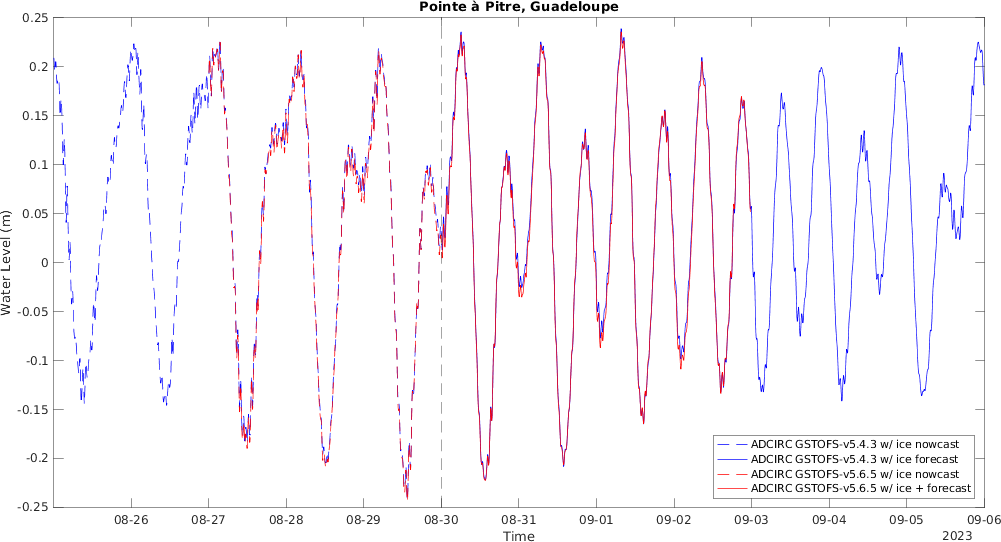 Pointe à Pitre, Guadeloupe
0.25
0.2
0.15
0.1
0.05
0
-0.05
-0.1
-0.15
-0.2
-0.25
Water Level (m)
ADCIRC GSTOFS-v5.4.3 w/ ice nowcast
ADCIRC GSTOFS-v5.4.3 w/ ice forecast
ADCIRC GSTOFS-v5.6.5 w/ ice nowcast
ADCIRC GSTOFS-v5.6.5 w/ ice + forecast
08-26 08-27 08-28 08-29 08-30 08-31 09-01 09-02 09-03 09-04 09-05 09-06
Time
2023